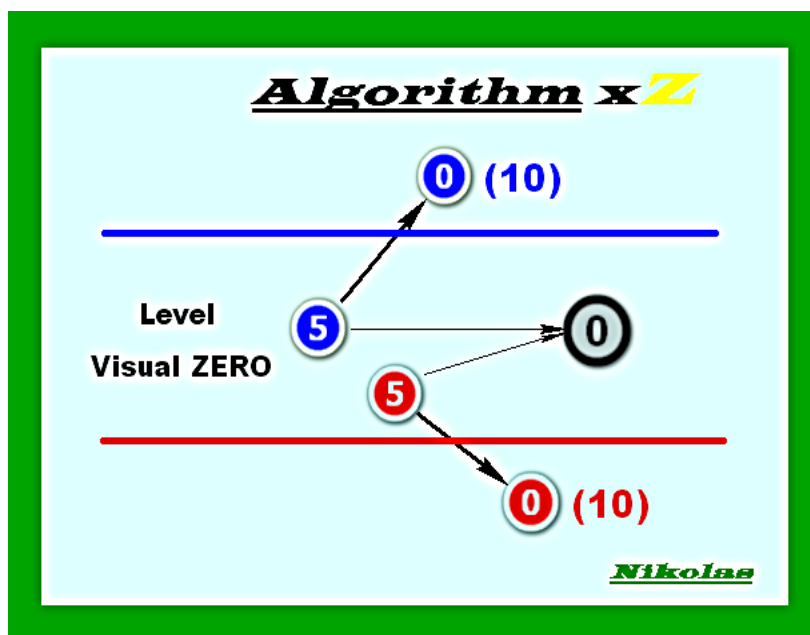 Algorithm xZ
0 (10)
Level
5
0
Visual ZERO
5
0 (10)
Nikolas